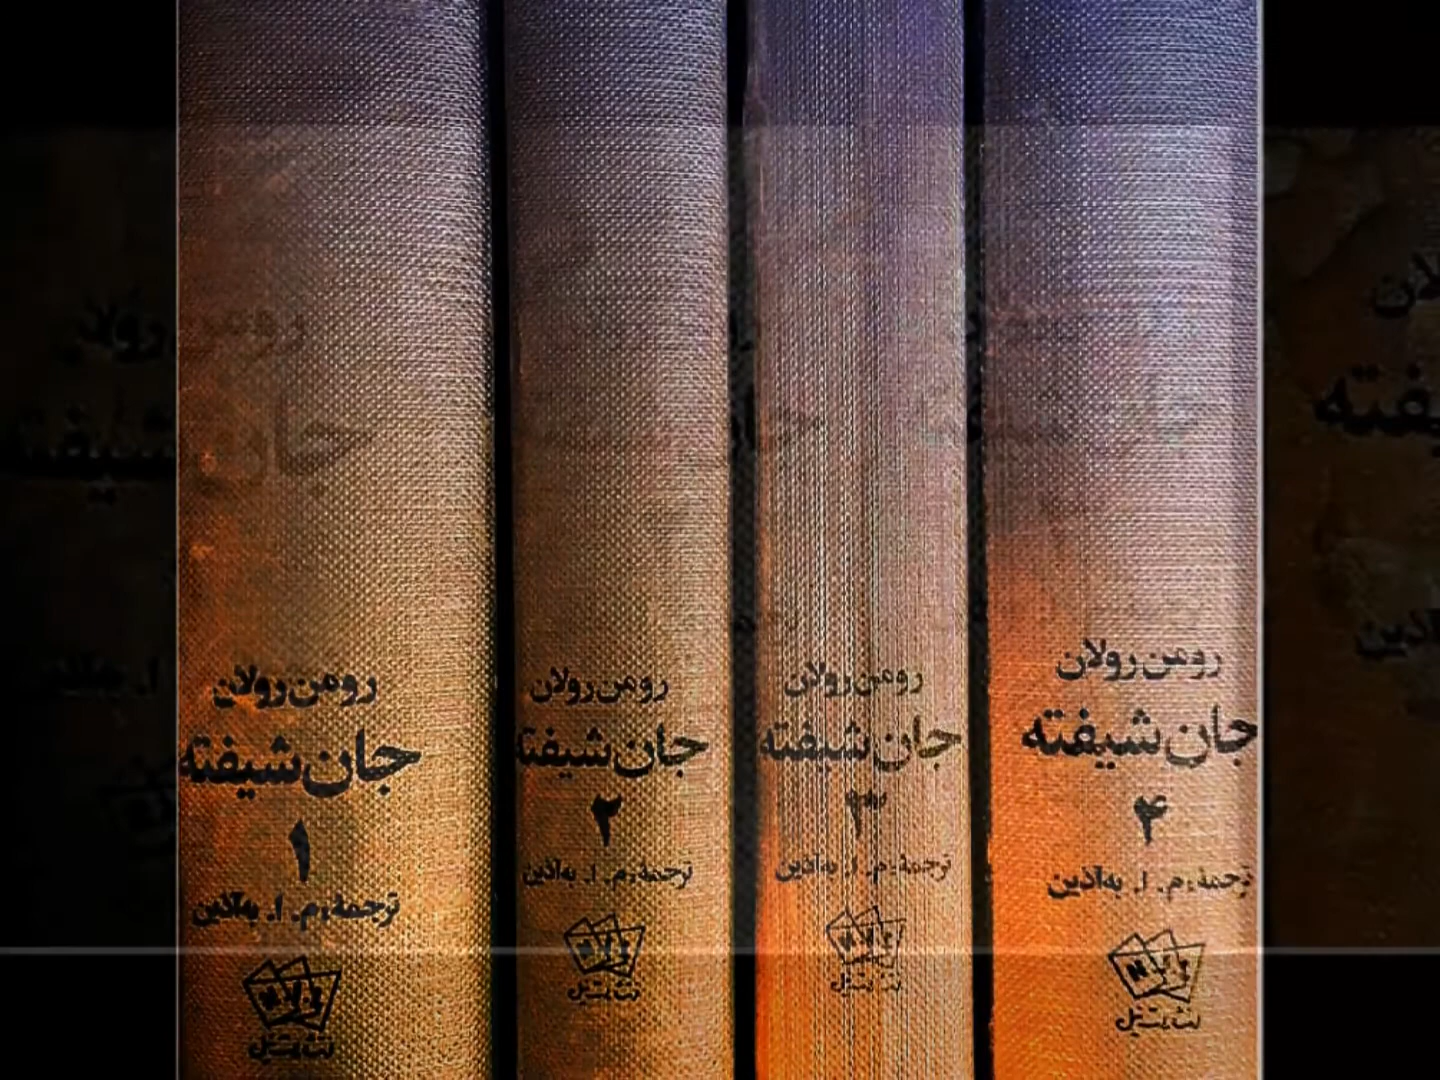 رومن رولان
جان شیفته
۱
ترجمهٔ م. ا. به‌آذین
رومن رولان
جان شیفته
۲
ترجمهٔ م. ا. به‌آذین
رومن رولان
جان شیفته
۳
ترجمهٔ م. ا. به‌آذین
رومن رولان
جان شیفته
۴
ترجمهٔ م. ا. به‌آذین